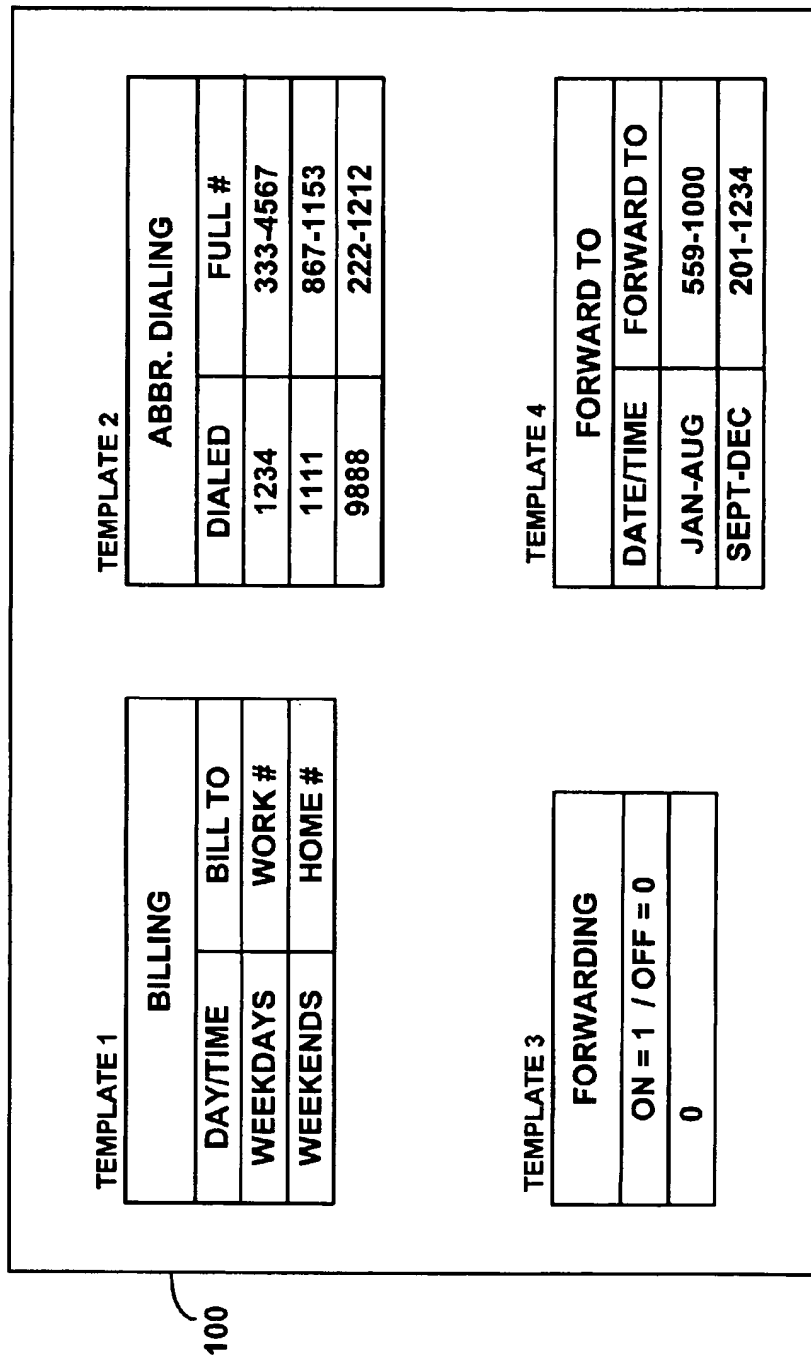 TEMPLATE 1
BILLING
DAY/TIME BILL TO
WEEKDAYS WORK #
WEEKENDS HOME #
TEMPLATE 2
ABBR. DIALING
DIALED FULL #
1234 333-4567
1111 867-1153
9888 222-1212
TEMPLATE 3
FORWARDING
ON = 1 / OFF = 0
0
TEMPLATE 4
FORWARD TO
DATE/TIME FORWARD TO
JAN-AUG 559-1000
SEPT-DEC 201-1234
100